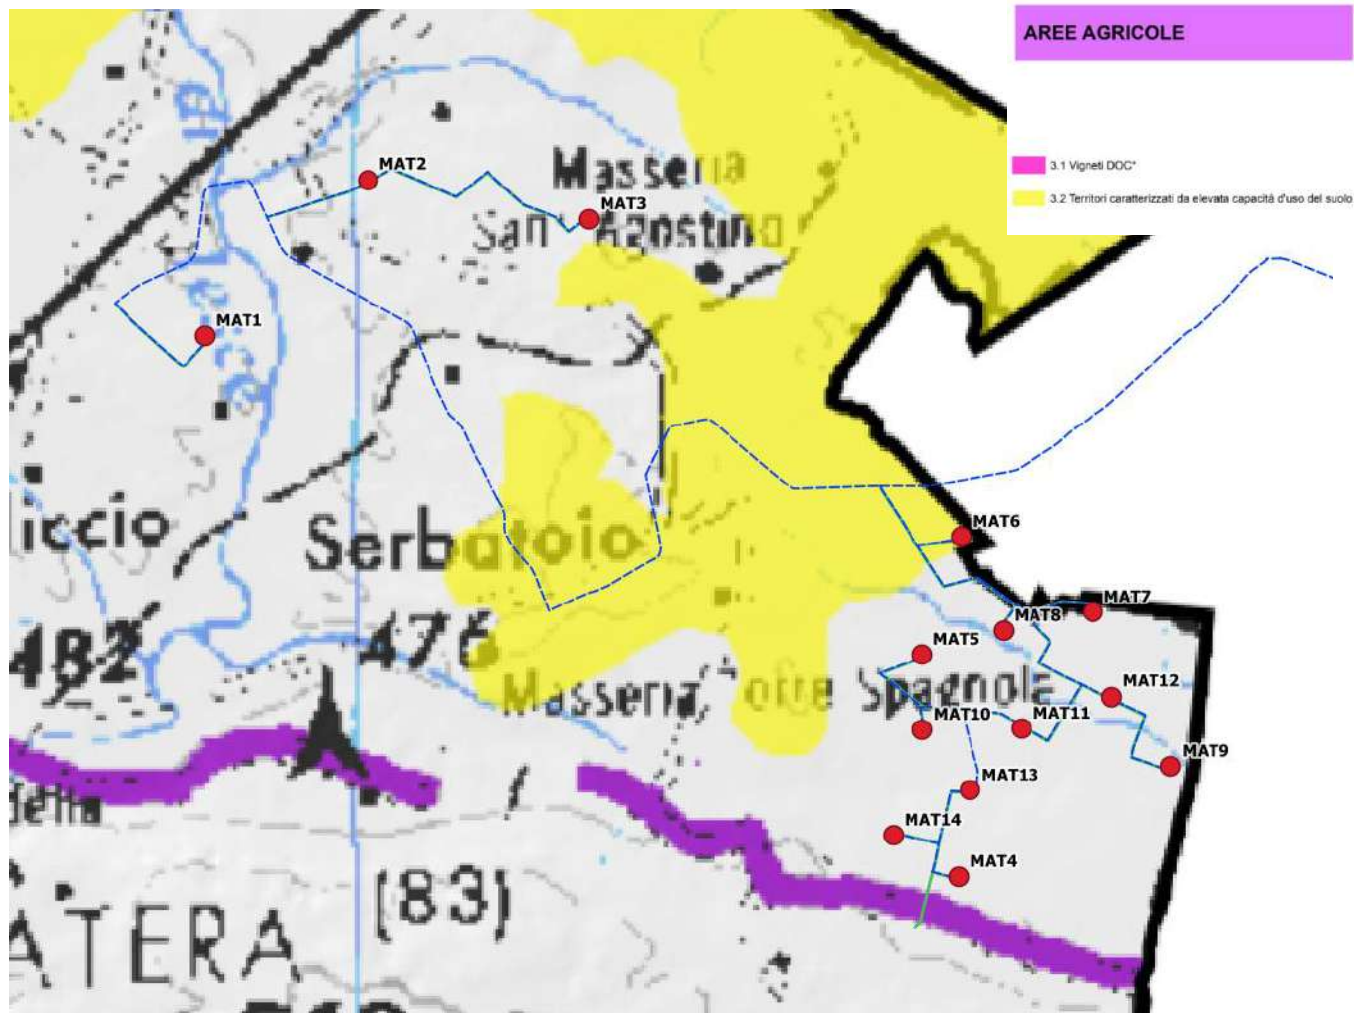 AREE AGRICOLE
3.1 Vigneti DOC*
3.2 Territori caratterizzati da elevata capacità d'uso del suolo
MAT2
Masseria
MAT3
San Agostino
MAT1
MAT6
iccio
Serbatoio
MAT7
MAT8
482
476
MAT5
Masseria Torre Spagnola
MAT12
MAT10
MAT11
MAT9
MAT13
della
MAT14
MAT4
(83)
ATERA